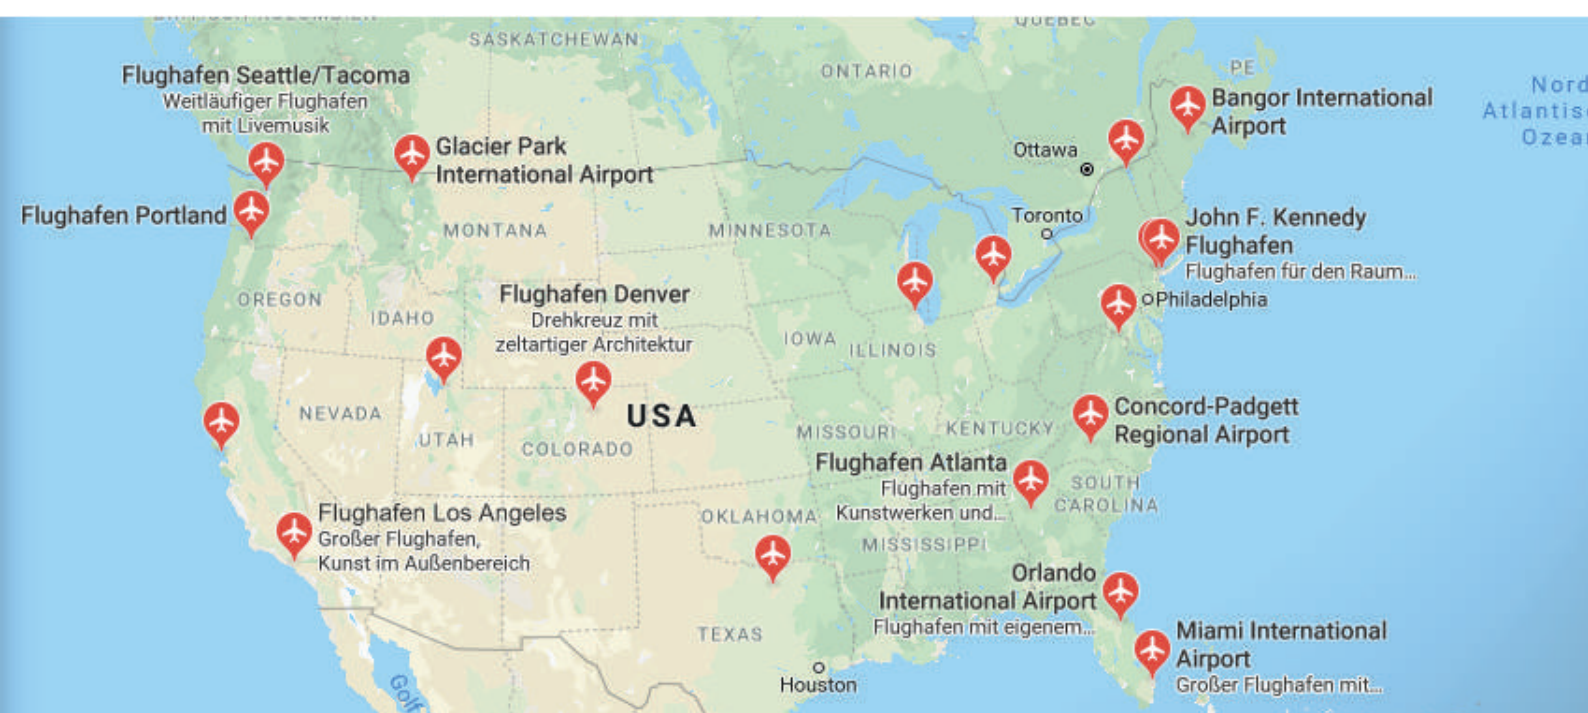 QUEBEC
SASKATCHEWAN
ONTARIO
PE
Flughafen Seattle/Tacoma
Weitläufiger Flughafen
mit Livemusik
Nord
Atlantisc
Ozea
Bangor International
Airport
Glacier Park
International Airport
Ottawa
Flughafen Portland
Toronto
John F. Kennedy
Flughafen
Flughafen für den Raum...
MONTANA
MINNESOTA
OREGON
IDAHO
Flughafen Denver
Drehkreuz mit
zeltartiger Architektur
Philadelphia
IOWA
ILLINOIS
NEVADA
UTAH
COLORADO
USA
MISSOURI
KENTUCKY
Concord-Padgett
Regional Airport
Flughafen Atlanta
Flughafen mit
Kunstwerken und...
SOUTH
CAROLINA
Flughafen Los Angeles
Großer Flughafen,
Kunst im Außenbereich
OKLAHOMA
MISSISSIPPI
Orlando
International Airport
Flughafen mit eigenem...
TEXAS
Miami International
Airport
Großer Flughafen mit...
Houston
Golf